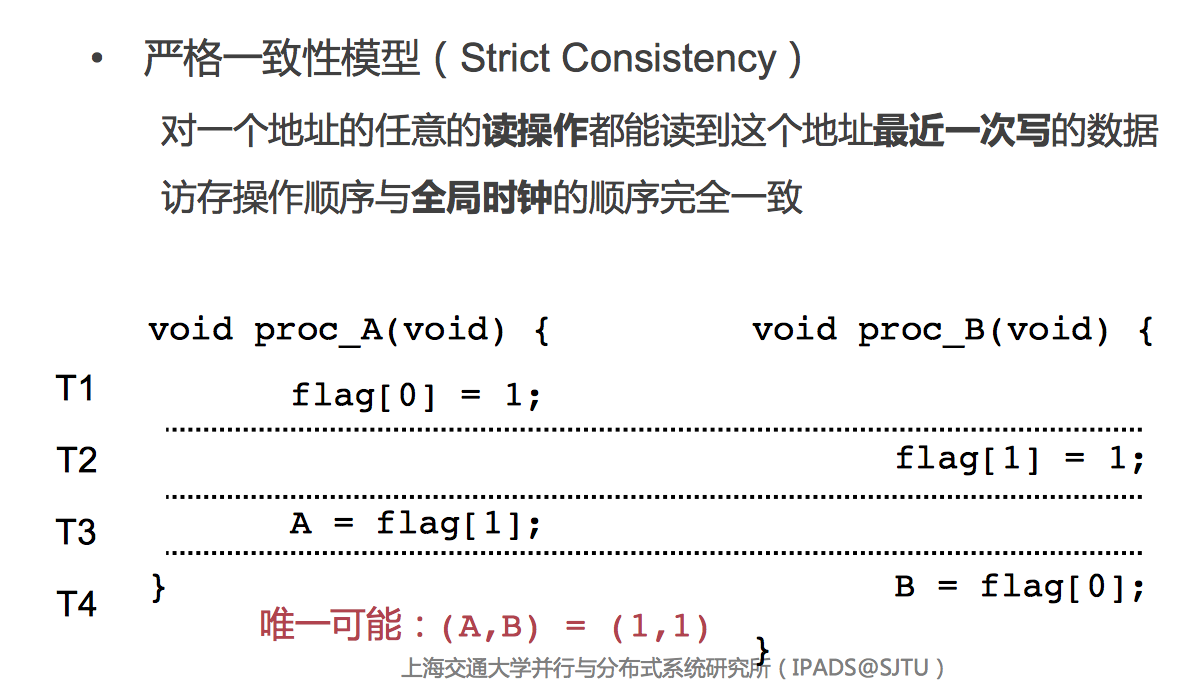 • 严格一致性模型（Strict Consistency）
对一个地址的任意的读操作都能读到这个地址最近一次写的数据
访存操作顺序与全局时钟的顺序完全一致
void proc_A(void) { void proc_B(void) {
T1 flag[0] = 1;
T2 flag[1] = 1;
T3 A = flag[1];
T4 } B = flag[0];
唯一可能：(A,B) = (1,1)
}
上海交通大学并行与分布式系统研究所（IPADS@SJTU）